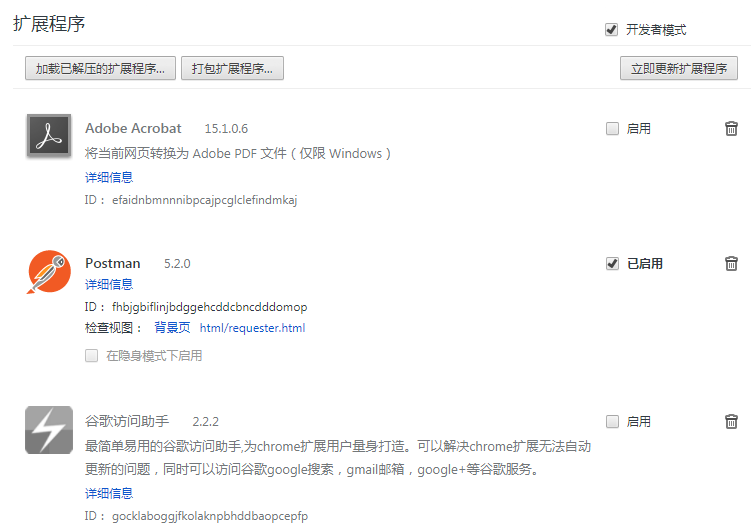 扩展程序
开发者模式
加载已解压的扩展程序...
打包扩展程序...
立即更新扩展程序
Adobe Acrobat 15.1.0.6
启用
将当前网页转换为 Adobe PDF 文件（仅限 Windows）
详细信息
ID： efaidnbmnnnibpcajpcglclefindmkaj
Postman 5.2.0
已启用
详细信息
ID： fhbjgbiflinjbdggehcddcbncdddomop
检查视图： 背景页 html/requester.html
在隐身模式下启用
谷歌访问助手 2.2.2
启用
最简单易用的谷歌访问助手,为chrome扩展用户量身打造。可以解决chrome扩展无法自动
更新的问题，同时可以访问谷歌google搜索，gmail邮箱，google+等谷歌服务。
详细信息
ID： gocklaboggjfkolaknpbhddbaopcepfp